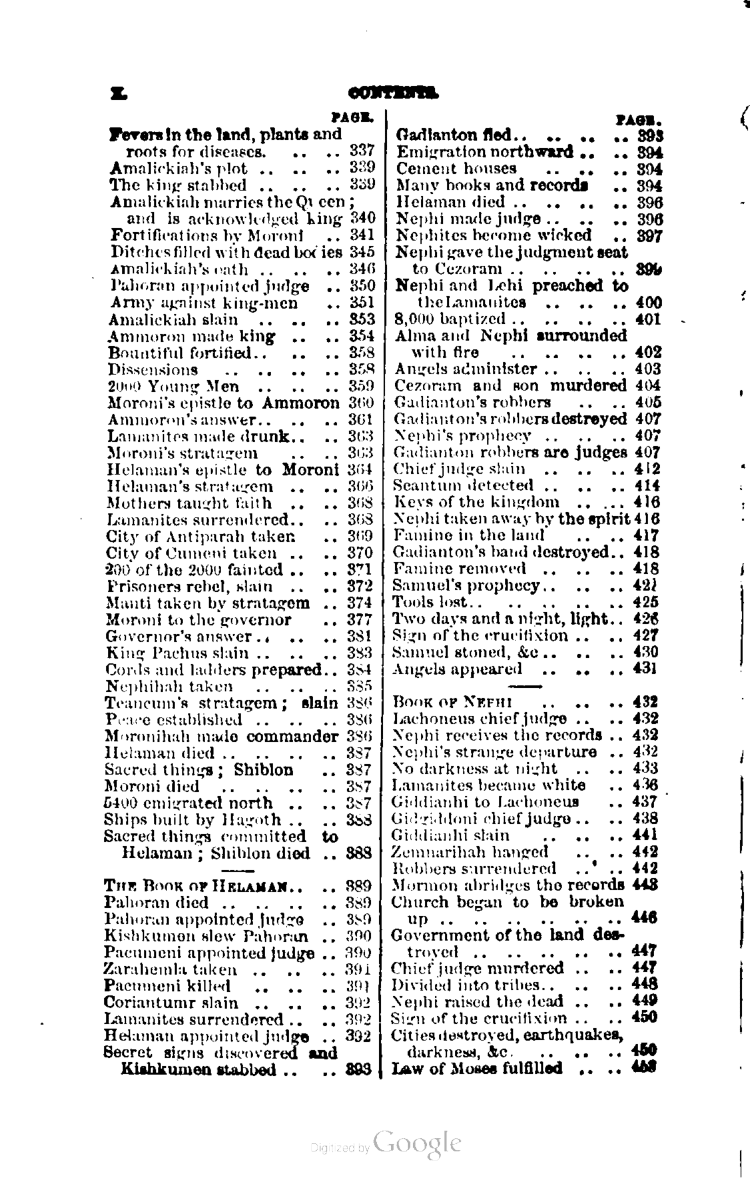 X. CONTENTS.
PAGE.
Fevers in the land, plants and
roots for diseases. .. .. 337
Amalickiah's plot .. .. .. 339
The king stabbed .. .. .. 339
Amalickiah marries the Queen;
and is acknowledged king 340
Fortifications by Moroni .. 341
Ditches filled with dead bodies 345
Amalickiah's oath .. .. .. 346
Pahoran appointed judge .. 350
Army against king-men .. 351
Amalickiah slain .. .. .. 353
Ammoron made king .. .. 354
Bountiful fortified.. .. .. 358
Dissensions .. .. .. .. 358
2000 Young Men .. .. .. 359
Moroni's epistle to Ammoron 360
Ammoron's answer.. .. .. 361
Lamanites made drunk.. .. 363
Moroni's stratagem .. .. 363
Helaman's epistle to Moroni 364
Helaman's stratagem .. .. 366
Mothers taught faith .. .. 368
Lamanites surrendered.. .. 368
City of Antiparah taken .. 369
City of Cumeni taken .. .. 370
200 of the 2000 fainted .. .. 371
Prisoners rebel, slain .. .. 372
Manti taken by stratagem .. 374
Moroni to the governor .. 377
Governor's answer .. .. .. 381
King Pachus slain .. .. .. 383
Cords and ladders prepared.. 384
Nephihah taken .. .. .. 385
Teancum's stratagem; slain 386
Peace established .. .. .. 386
Moronihah made commander 386
Helaman died .. .. .. .. 387
Sacred things; Shiblon .. 387
Moroni died .. .. .. .. 387
5400 emigrated north .. .. 387
Ships built by Hagoth .. .. 388
Sacred things committed to
Helaman; Shiblon died .. 388
THE BOOK OF HELAMAN.. .. 389
Pahoran died .. .. .. .. 389
Pahoran appointed judge .. 389
Kishkumen slew Pahoran .. 390
Pacumeni appointed judge .. 390
Zarahemla taken .. .. .. 391
Pacumeni killed .. .. .. 391
Coriantumr slain .. .. .. 392
Lamanites surrendered .. .. 392
Helaman appointed judge .. 392
Secret signs discovered and
Kishkumen stabbed .. .. 393
PAGE.
Gadianton fled.. .. .. .. 393
Emigration northward .. .. 394
Cement houses .. .. .. 394
Many books and records .. 394
Helaman died .. .. .. .. 396
Nephi made judge .. .. .. 396
Nephites become wicked .. 397
Nephi gave the judgment seat
to Cezoram .. .. .. .. 399
Nephi and Lehi preached to
the Lamanites .. .. .. 400
8,000 baptized .. .. .. .. 401
Alma and Nephi surrounded
with fire .. .. .. .. 402
Angels administer .. .. .. 403
Cezoram and son murdered 404
Gadianton's robbers .. .. 405
Gadianton's robbers destroyed 407
Nephi's prophecy .. .. .. 407
Gadianton robbers are judges 407
Chief judge slain .. .. .. 412
Seantum detected .. .. .. 414
Keys of the kingdom .. ... 416
Nephi taken away by the spirit 416
Famine in the land .. .. 417
Gadianton's band destroyed.. 418
Famine removed .. .. .. 418
Samuel's prophecy.. .. .. 421
Tools lost.. .. .. .. .. 425
Two days and a night, light.. 426
Sign of the crucifixion .. .. 427
Samuel stoned, &c .. .. .. 430
Angels appeared .. .. .. 431
BOOK OF NEPHI .. .. .. 432
Lachoneus chief judge .. .. 432
Nephi receives the records .. 432
Nephi's strange departure .. 432
No darkness at night .. .. 433
Lamanites became white .. 436
Giddianhi to Lachoneus .. 437
Gidgiddoni chief judge .. .. 438
Giddianhi slain .. .. .. 441
Zemnarihah hanged .. .. 442
Robbers surrendered .. .. 442
Mormon abridges the records 443
Church began to be broken
up .. .. .. .. .. .. 446
Government of the land des-
troyed .. .. .. .. .. 447
Chief judge murdered .. .. 447
Divided into tribes.. .. .. 448
Nephi raised the dead .. .. 449
Sign of the crucifixion .. .. 450
Cities destroyed, earthquakes,
darkness, &c. .. .. .. 450
Law of Moses fulfilled .. ..
Digitized by Google